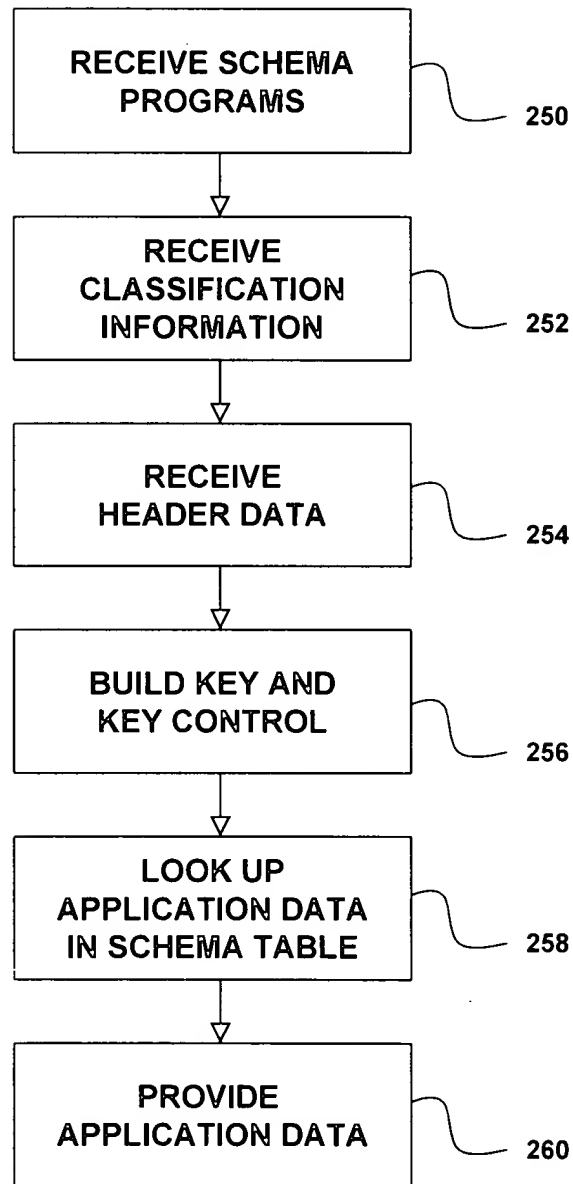 RECEIVE SCHEMA
PROGRAMS
250
RECEIVE
CLASSIFICATION
INFORMATION
252
RECEIVE
HEADER DATA
254
BUILD KEY AND
KEY CONTROL
256
LOOK UP
APPLICATION DATA
IN SCHEMA TABLE
258
PROVIDE
APPLICATION DATA
260